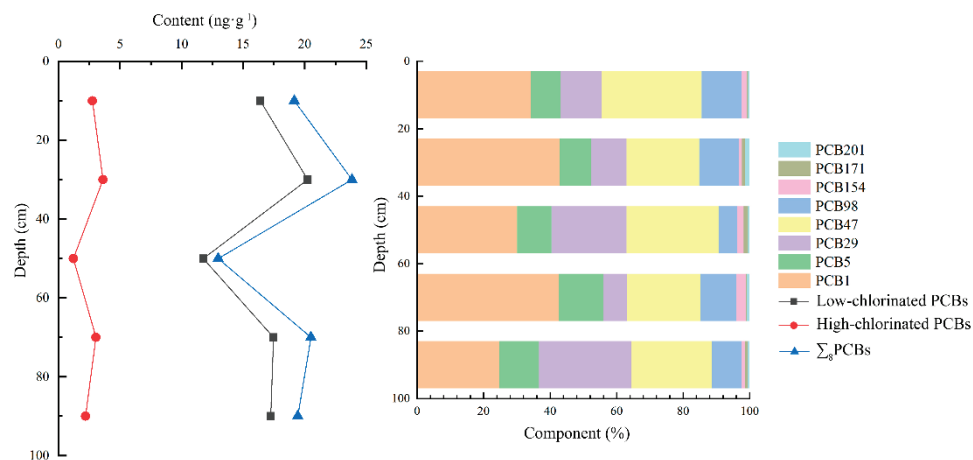 Content (ng·g⁻¹)
0 5 10 15 20 25
Depth (cm)
0
20
40
60
80
100
Depth (cm)
0
20
40
60
80
100
0 20 40 60 80 100
Component (%)
PCB201
PCB171
PCB154
PCB98
PCB47
PCB29
PCB5
PCB1
Low-chlorinated PCBs
High-chlorinated PCBs
∑₈PCBs